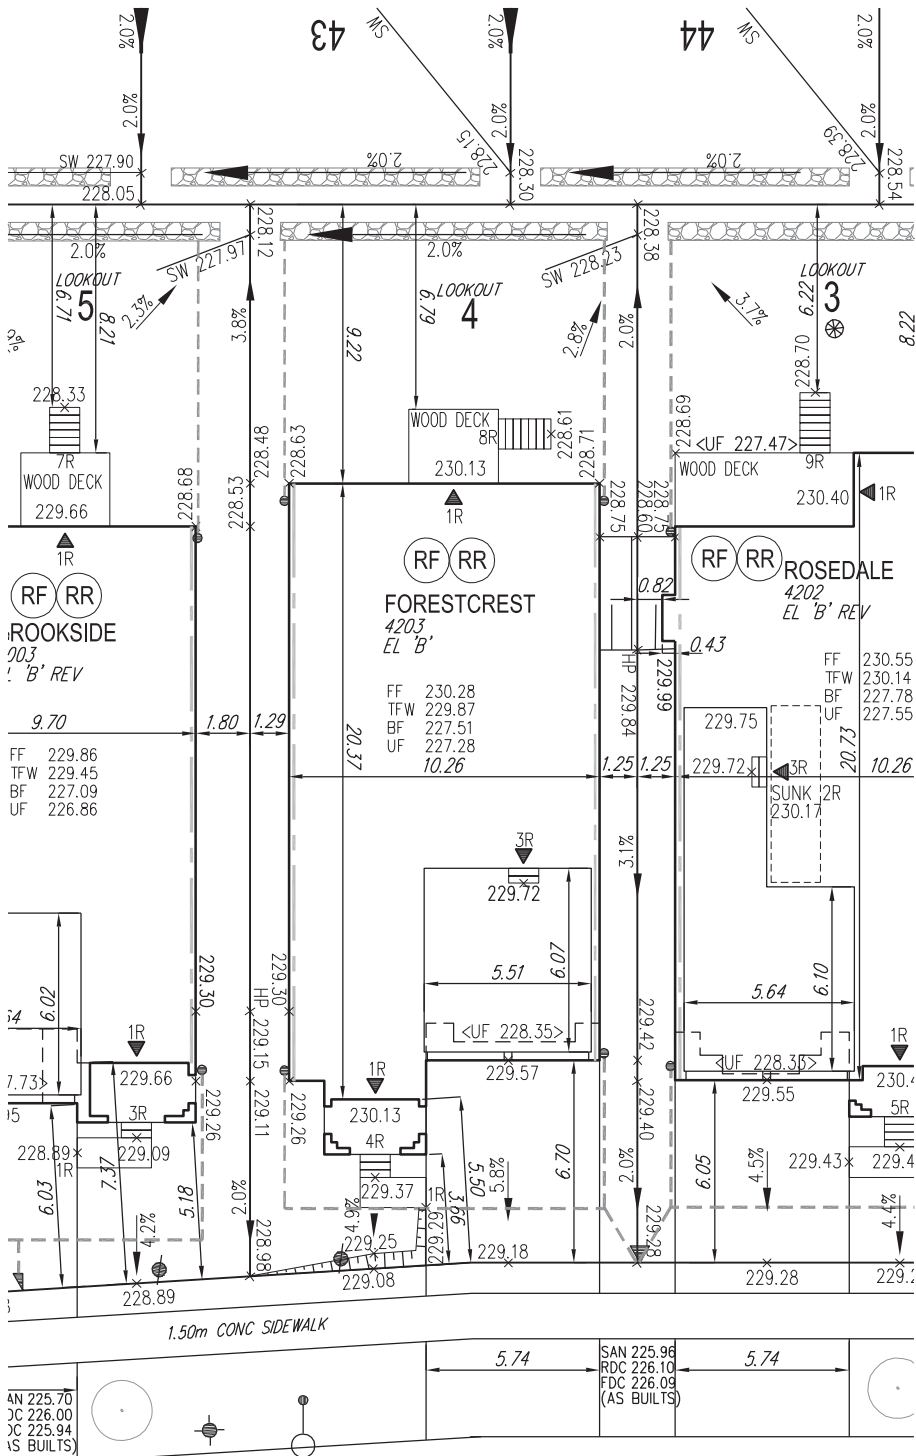 2.0%
43
SW
2.0%
44
SW
2.0%
2.0%
2.0%
2.0%
SW 227.90
228.15
2.0%
228.39
2.0%
228.05
228.30
228.54
228.12
2.0%
SW 227.97
2.0%
SW 228.23
228.38
LOOKOUT
5
6.71
8.21
2.3%
3.8%
9.22
6.79
LOOKOUT
4
2.8%
2.0%
3.7%
6.22
LOOKOUT
3
8.22
228.33
228.70
7R
WOOD DECK
229.66
228.68
228.53
228.48
228.63
WOOD DECK
8R
230.13
228.61
228.71
228.69
<UF 227.47>
WOOD DECK
9R
230.40
1R
1R
1R
228.75
228.60
228.75
RF
RR
RF
RR
RF
RR
0.82
0.43
ROSEDALE
4202
EL 'B' REV
FORESTCREST
4203
EL 'B'
ROOKSIDE
003
'B' REV
HP 229.84
229.99
FF 230.55
TFW 230.14
BF 227.78
UF 227.55
FF 230.28
TFW 229.87
BF 227.51
UF 227.28
9.70
1.80
1.29
20.37
10.26
1.25
1.25
20.73
10.26
FF 229.86
TFW 229.45
BF 227.09
UF 226.86
229.75
229.72
3R
SUNK 2R
230.17
3.1%
3R
229.72
6.07
5.51
<UF 228.35>
229.57
6.10
5.64
<UF 228.33>
229.55
6.02
229.30
229.30
HP 229.15
229.42
1R
229.66
3R
229.09
228.89
1R
229.26
229.11
229.26
1R
230.13
4R
229.37
1R
229.40
1R
5R
229.43
6.03
7.37
5.18
4.2%
2.0%
4.9%
229.29
3.66
5.50
5.8%
6.70
2.0%
6.05
4.5%
4.4%
228.98
229.25
229.08
229.18
229.28
229.28
228.89
1.50m CONC SIDEWALK
5.74
5.74
SAN 225.96
RDC 226.10
FDC 226.09
(AS BUILTS)
AN 225.70
DC 226.00
DC 225.94
AS BUILTS)